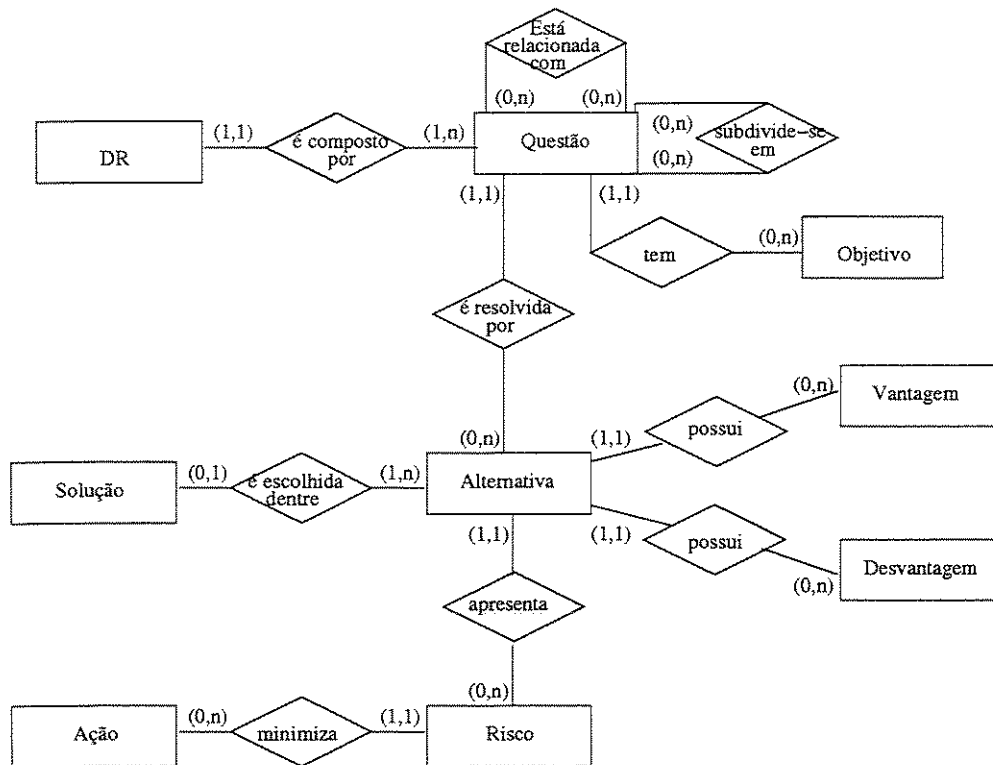 Está
relacionada
com
(0,n) (0,n)
(1,1) é composto (1,n) Questão (0,n) subdivide-se
DR por (0,n) em
(1,1) (1,1)
tem (0,n) Objetivo
é resolvida
por
(0,n) Vantagem
possui
(0,n) (1,1)
Solução (0,1) é escolhida (1,n) Alternativa
dentre
(1,1) (1,1) possui
(0,n) Desvantagem
apresenta
(0,n)
Ação (0,n) minimiza (1,1) Risco